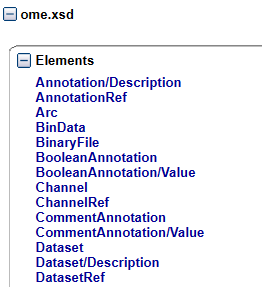 ome.xsd
Elements
Annotation/Description
AnnotationRef
Arc
BinData
BinaryFile
BooleanAnnotation
BooleanAnnotation/Value
Channel
ChannelRef
CommentAnnotation
CommentAnnotation/Value
Dataset
Dataset/Description
DatasetRef